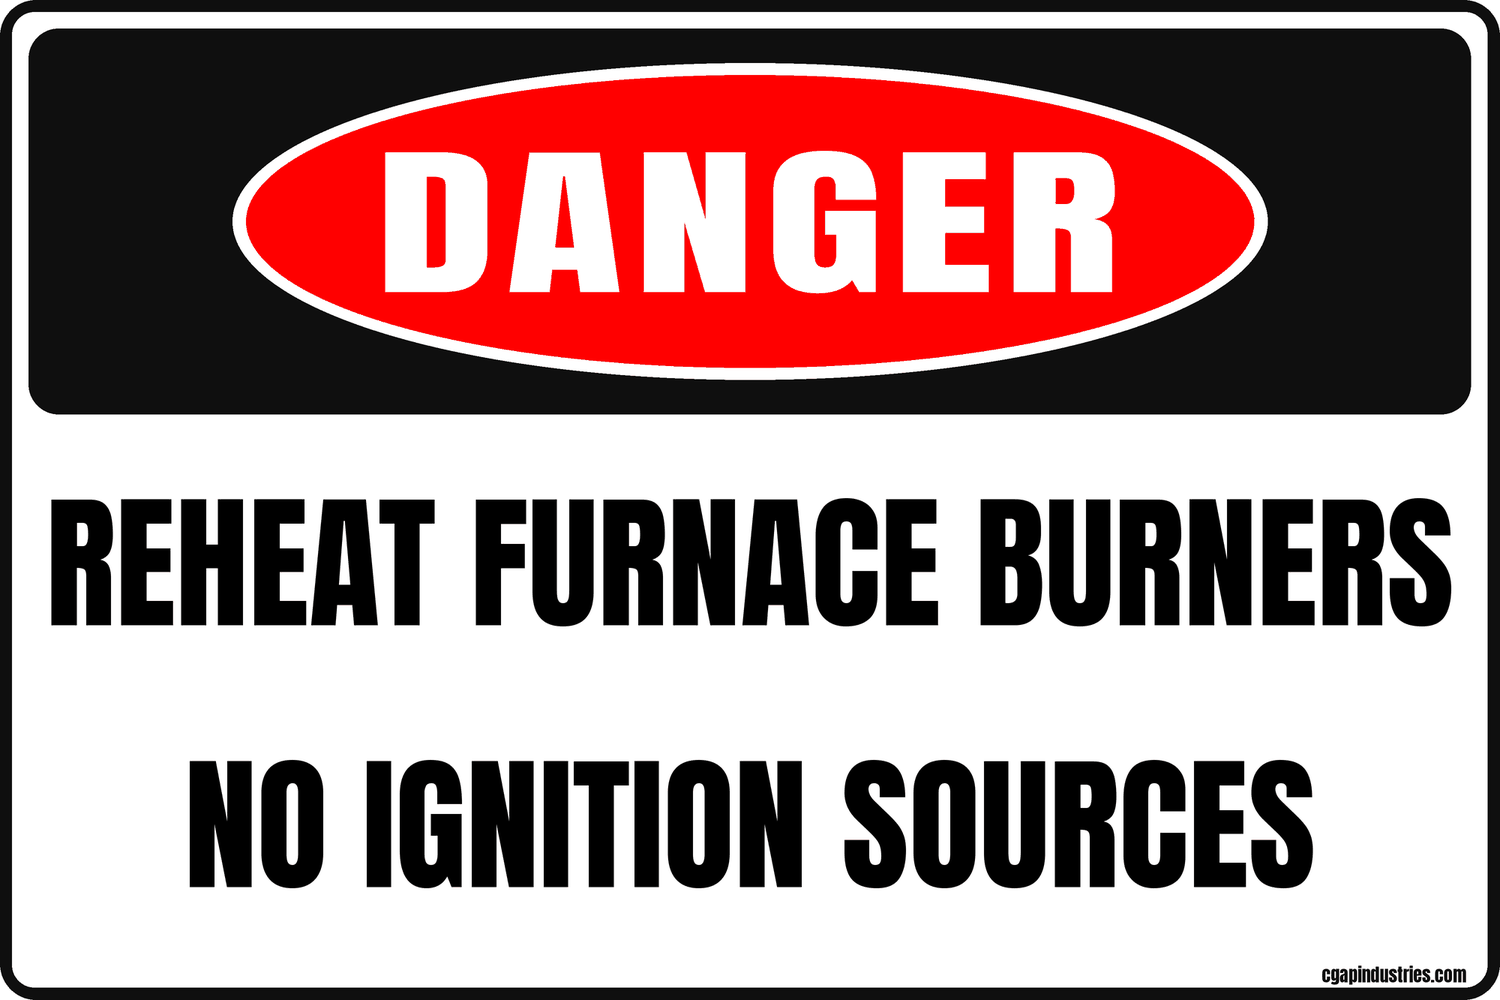 DANGER
REHEAT FURNACE BURNERS
NO IGNITION SOURCES
cgapindustries.com